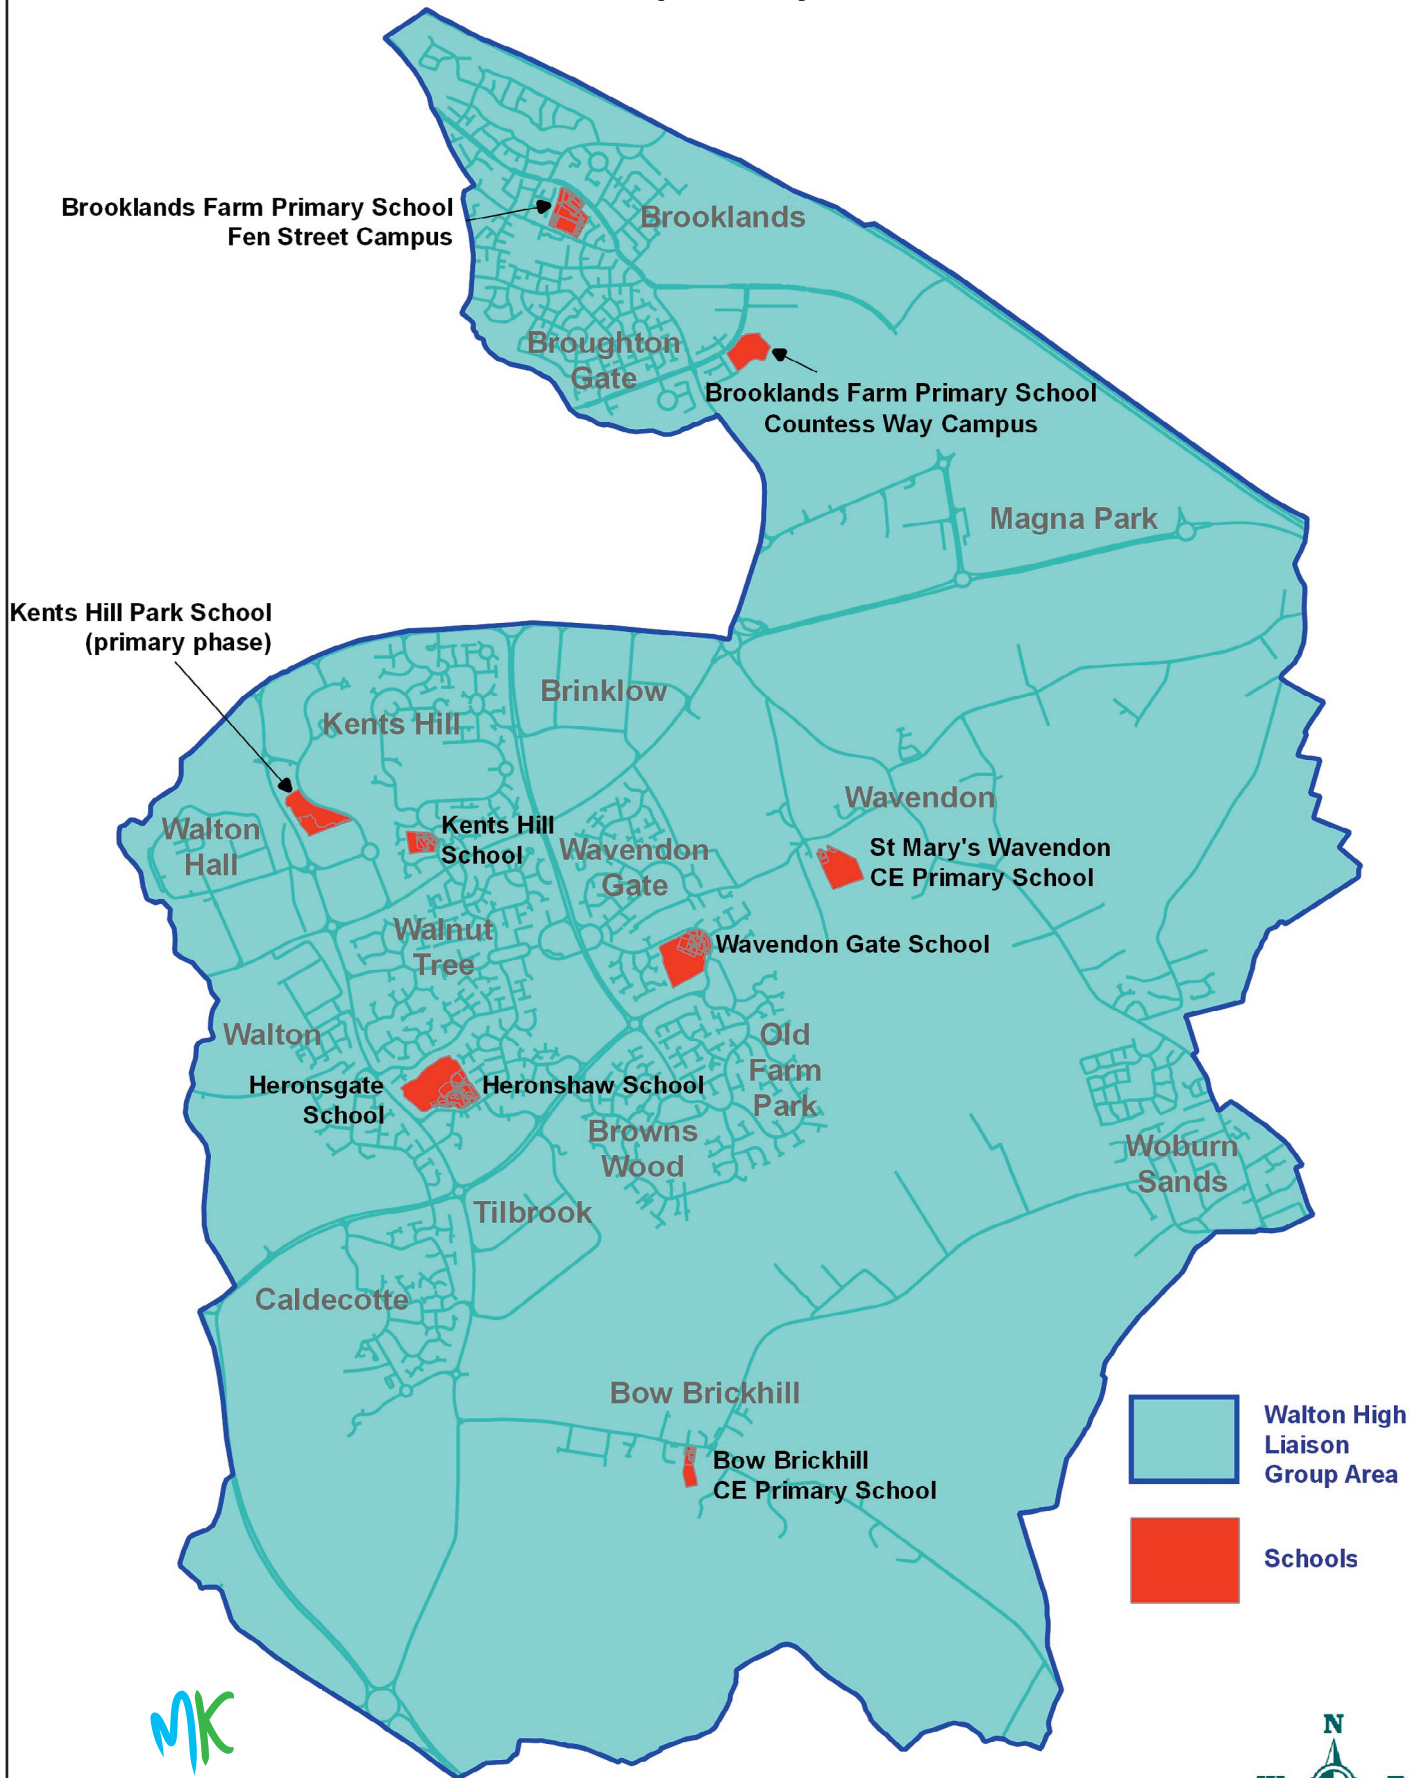 Brooklands Farm Primary School
Fen Street Campus
Brooklands
Broughton
Gate
Brooklands Farm Primary School
Countess Way Campus
Magna Park
Kents Hill Park School
(primary phase)
Brinklow
Kents Hill
Wavendon
Walton
Hall
Kents Hill
School
Wavendon
Gate
St Mary's Wavendon
CE Primary School
Walnut
Tree
Wavendon Gate School
Walton
Old
Farm
Park
Heronsgate
School
Heronshaw School
Browns
Wood
Woburn
Sands
Tilbrook
Caldecotte
Bow Brickhill
Bow Brickhill
CE Primary School
Walton High
Liaison
Group Area
Schools
MK
N